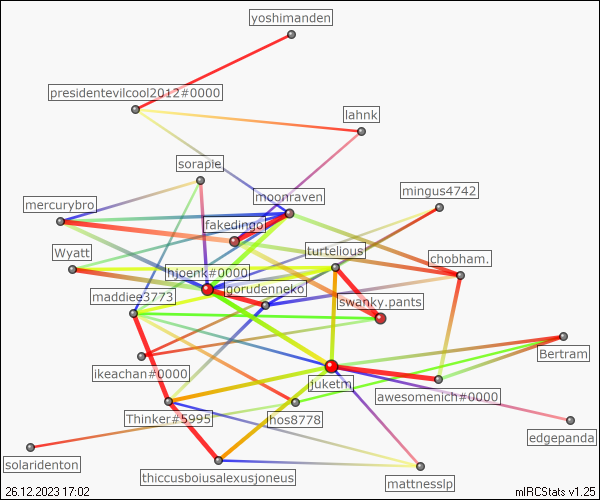 yoshimanden
presidentevilcool2012#0000
lahnk
sorapie
mingus4742
moonraven
mercurybro
fakedingo
turtelious
Wyatt
chobham.
hjoenk#0000
gorudenneko
maddiee3773
swanky.pants
Bertram
ikeachan#0000
juketm
awesomenich#0000
Thinker#5995
hos8778
edgepanda
solaridenton
thiccusboiusalexusjoneus
mattnesslp
26.12.2023 17:02
mIRCStats v1.25